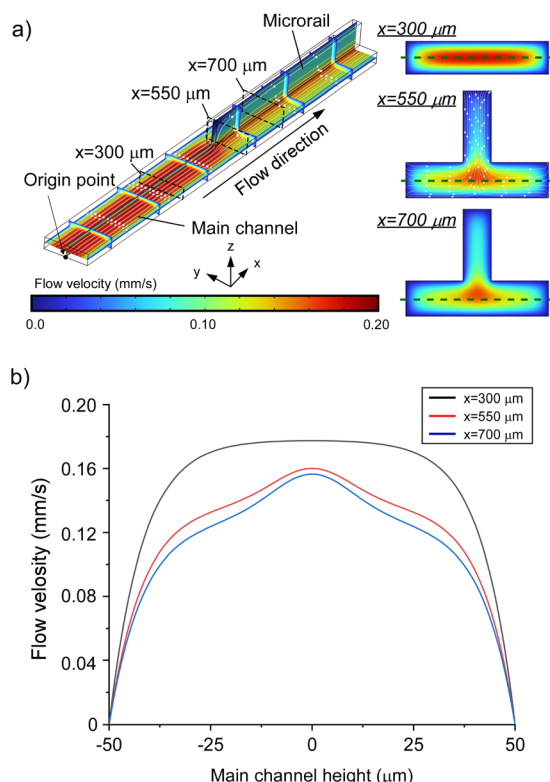 a)
Microrail
x=700 µm
x=550 µm
x=300 µm
Origin point
Flow direction
Main channel
z
y
x
Flow velocity (mm/s)
0.0
0.10
0.20
x=300 µm
x=550 µm
x=700 µm
b)
x=300 µm
x=550 µm
x=700 µm
0.20
0.16
0.12
0.08
0.04
0
Flow velosity (mm/s)
-50
-25
0
25
50
Main channel height (µm)